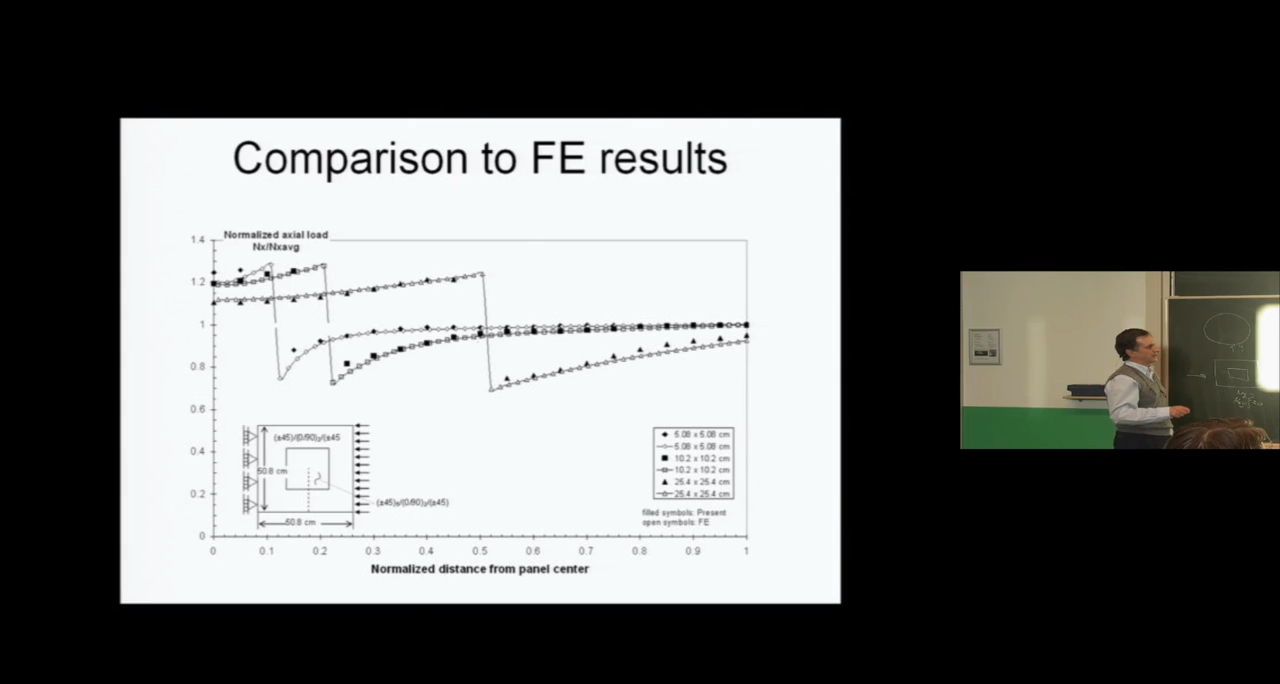 Comparison to FE results
Normalized axial load
Nx/Nxavg
1.4
1.2
1
0.8
0.6
0.4
0.2
0
0 0.1 0.2 0.3 0.4 0.5 0.6 0.7 0.8 0.9 1
Normalized distance from panel center
(±45)/(0/90)₃/(±45
50.8 cm
(±45)₅/(0/90)₃/(±45)
50.8 cm
5.08 x 5.08 cm
5.08 x 5.08 cm
10.2 x 10.2 cm
10.2 x 10.2 cm
25.4 x 25.4 cm
25.4 x 25.4 cm
filled symbols: Present
open symbols: FE